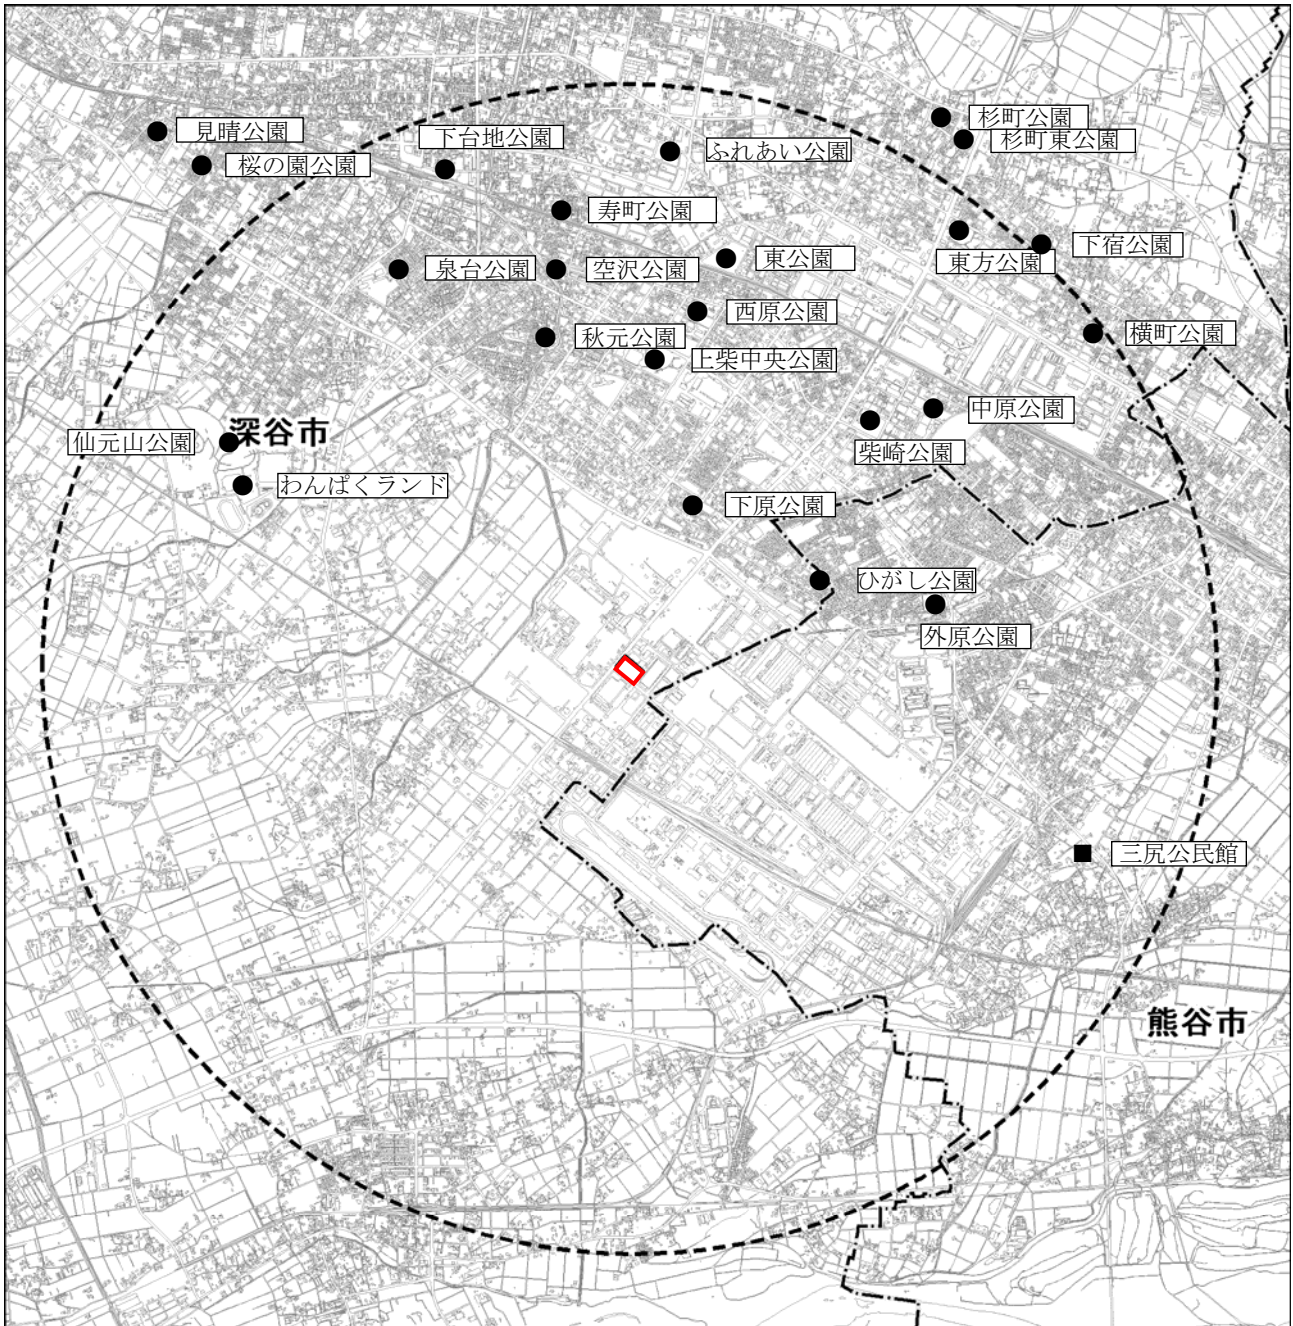 見晴公園
下台地公園
ふれあい公園
杉町公園
杉町東公園
桜の園公園
寿町公園
泉台公園
空沢公園
東公園
東方公園
下宿公園
西原公園
秋元公園
上柴中央公園
横町公園
中原公園
柴崎公園
仙元山公園
深谷市
わんぱくランド
下原公園
ひがし公園
外原公園
三尻公民館
熊谷市